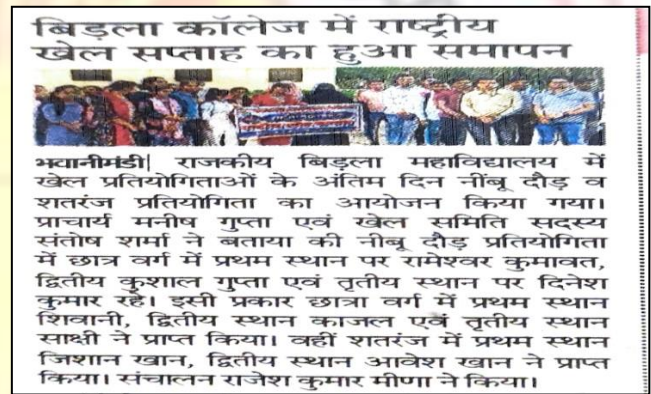 बिड़ला कॉलेज में राष्ट्रीय
खेल सप्ताह का हुआ समापन
भवानीमंडी| राजकीय बिड़ला महाविद्यालय में
खेल प्रतियोगिताओं के अंतिम दिन नींबू दौड़ व
शतरंज प्रतियोगिता का आयोजन किया गया।
प्राचार्य मनीष गुप्ता एवं खेल समिति सदस्य
संतोष शर्मा ने बताया की नीबू दौड़ प्रतियोगिता
में छात्र वर्ग में प्रथम स्थान पर रामेश्वर कुमावत,
द्वितीय कुशाल गुप्ता एवं तृतीय स्थान पर दिनेश
कुमार रहे। इसी प्रकार छात्रा वर्ग में प्रथम स्थान
शिवानी, द्वितीय स्थान काजल एवं तृतीय स्थान
साक्षी ने प्राप्त किया। वहीं शतरंज में प्रथम स्थान
जिशान खान, द्वितीय स्थान आवेश खान ने प्राप्त
किया। संचालन राजेश कुमार मीणा ने किया।